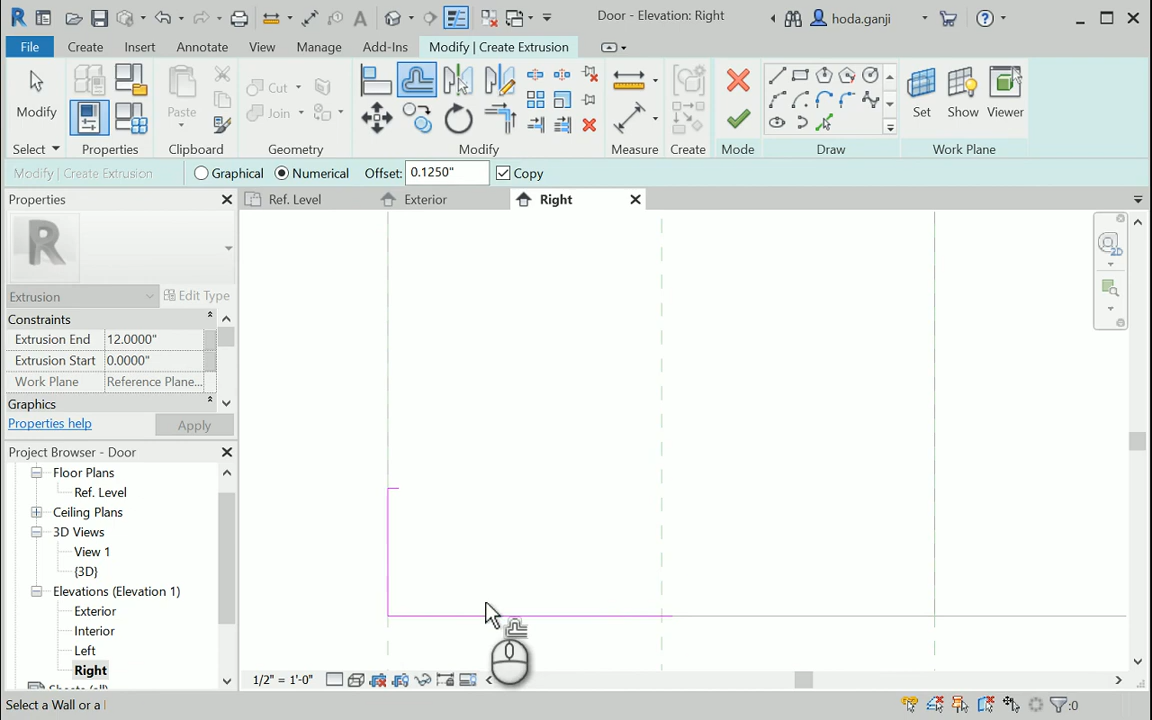 Door - Elevation: Right
hoda.ganji
File
Create
Insert
Annotate
View
Manage
Add-Ins
Modify | Create Extrusion
Modify
Paste
Cut
Join
Set
Show
Viewer
Select
Properties
Clipboard
Geometry
Modify
Measure
Create
Mode
Draw
Work Plane
Modify | Create Extrusion
Graphical
Numerical
Offset:
0.1250"
Copy
Properties
Ref. Level
Exterior
Right
Extrusion
Edit Type
Constraints
Extrusion End
12.0000"
Extrusion Start
0.0000"
Work Plane
Reference Plane...
Graphics
Properties help
Apply
Project Browser - Door
Floor Plans
Ref. Level
Ceiling Plans
3D Views
View 1
{3D}
Elevations (Elevation 1)
Exterior
Interior
Left
Right
1/2" = 1'-0"
Select a Wall or a l
:0
2D